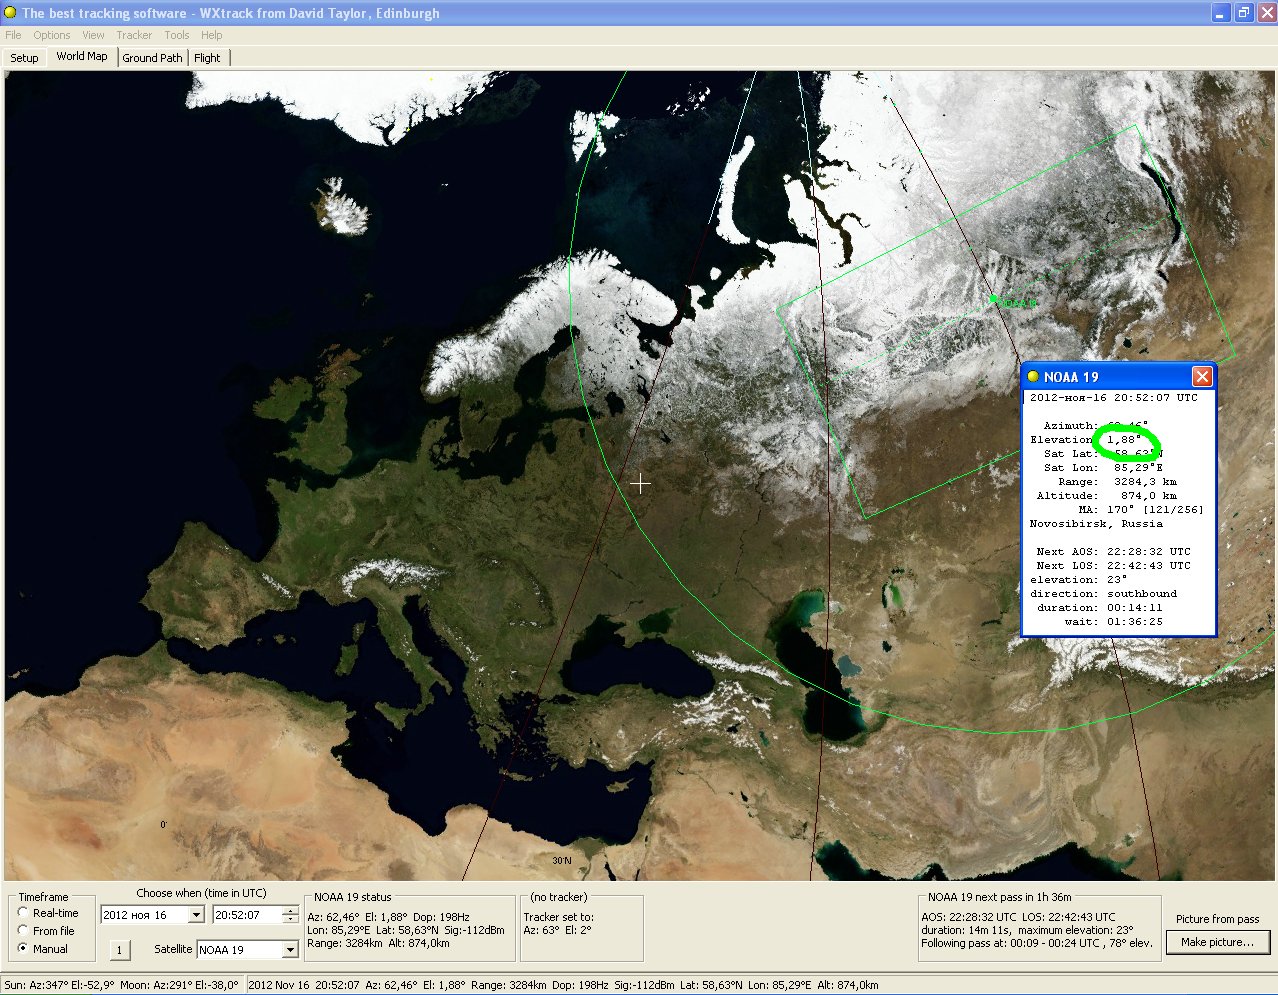 The best tracking software - WXtrack from David Taylor, Edinburgh
File Options View Tracker Tools Help
Setup World Map Ground Path Flight
NOAA 19
NOAA 19
2012-ноя-16 20:52:07 UTC
Azimuth: 62,46°
Elevation: 1,88°
Sat Lat: 58,63°N
Sat Lon: 85,29°E
Range: 3284,3 km
Altitude: 874,0 km
MA: 170° [121/256]
Novosibirsk, Russia
Next AOS: 22:28:32 UTC
Next LOS: 22:42:43 UTC
elevation: 23°
direction: southbound
duration: 00:14:11
wait: 01:36:25
0°
30°N
Timeframe
Real-time
From file
Manual
Choose when (time in UTC)
2012 ноя 16 20:52:07
1 Satellite NOAA 19
NOAA 19 status
Az: 62,46° El: 1,88° Dop: 198Hz
Lon: 85,29°E Lat: 58,63°N Sig:-112dBm
Range: 3284km Alt: 874,0km
(no tracker)
Tracker set to:
Az: 63° El: 2°
NOAA 19 next pass in 1h 36m
AOS: 22:28:32 UTC LOS: 22:42:43 UTC
duration: 14m 11s, maximum elevation: 23°
Following pass at: 00:09 - 00:24 UTC , 78° elev.
Picture from pass
Make picture...
Sun: Az:347° El:-52,9° Moon: Az:291° El:-38,0° 2012 Nov 16 20:52:07 Az: 62,46° El: 1,88° Range: 3284km Dop: 198Hz Sig:-112dBm Lat: 58,63°N Lon: 85,29°E Alt: 874,0km